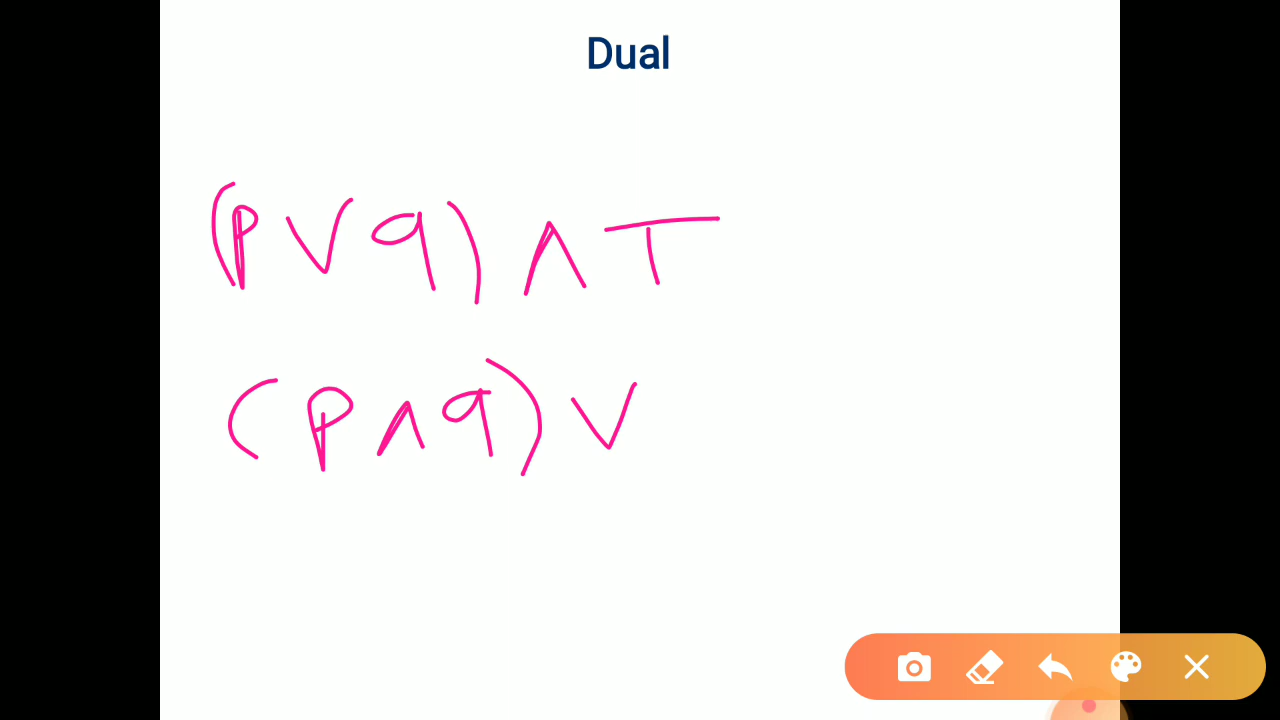 Dual
(P ∨ q) ∧ T
(P ∧ q) ∨